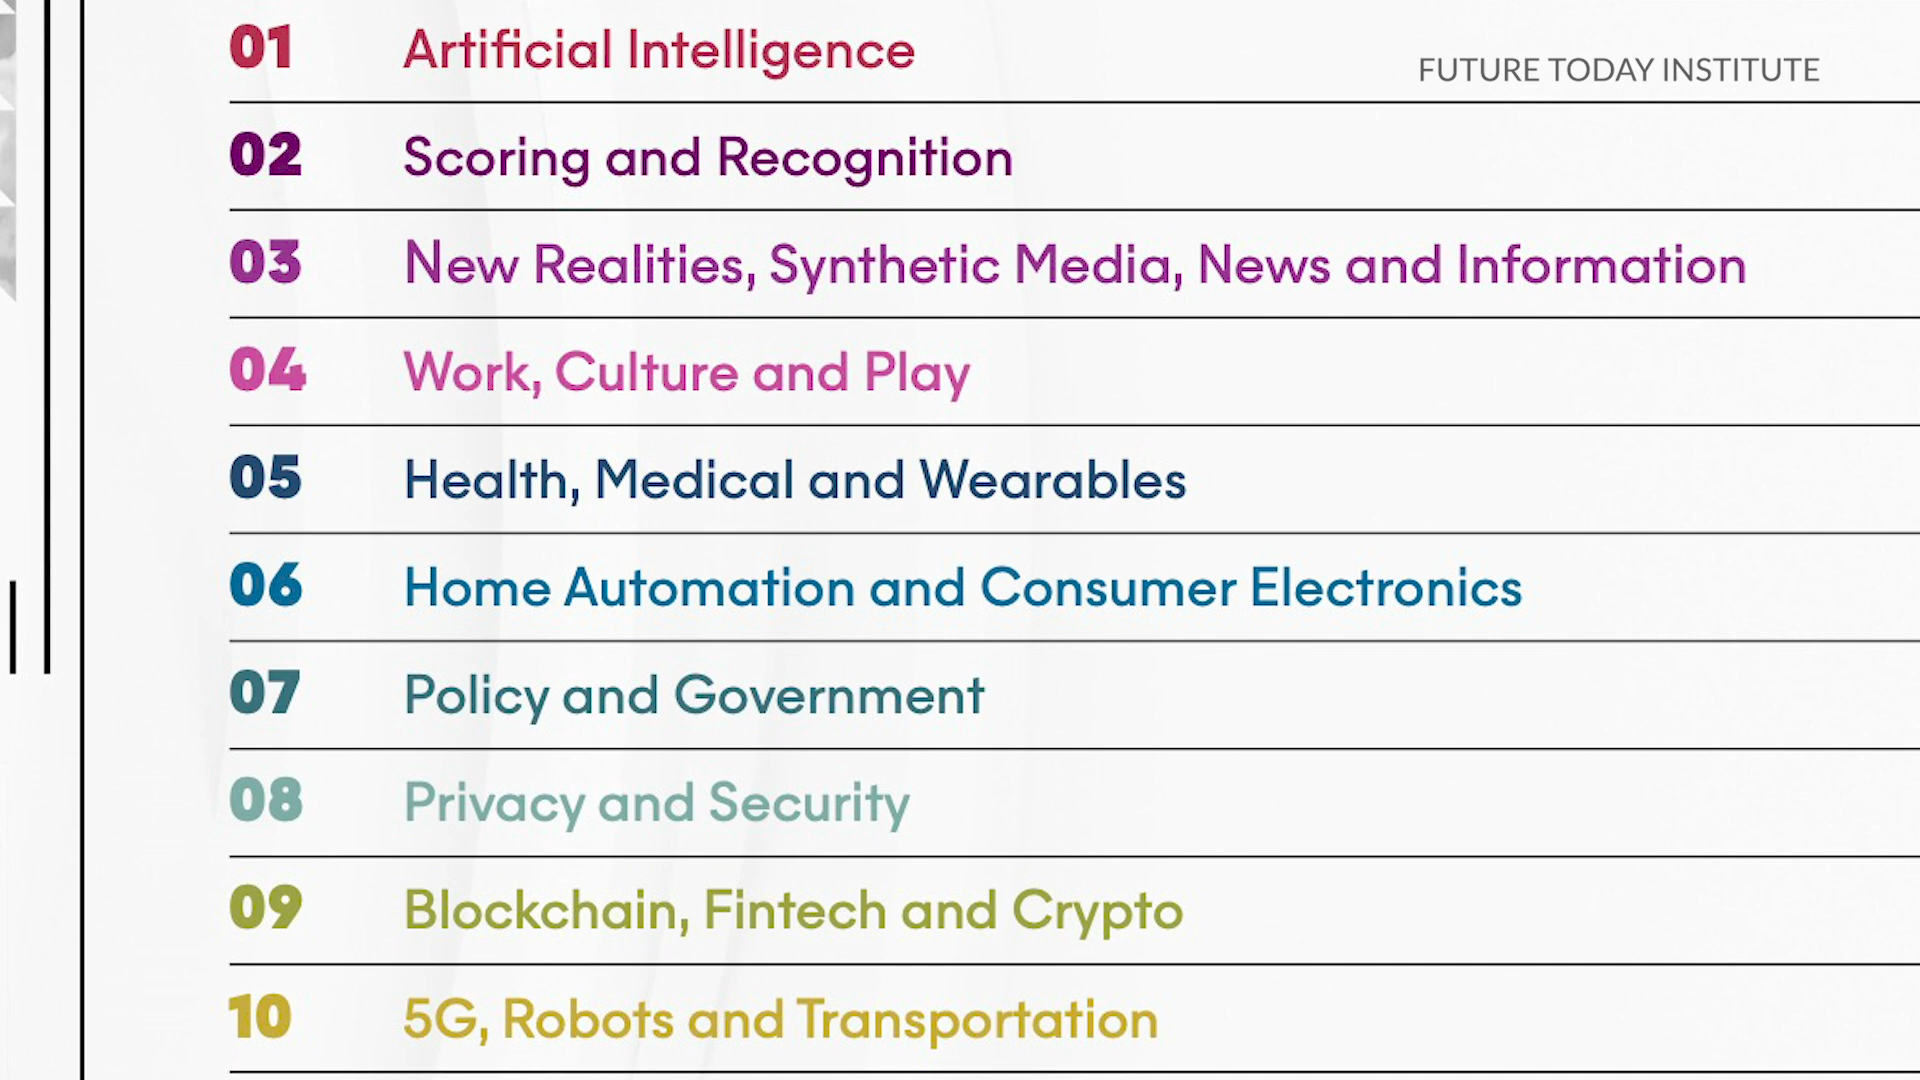 01 Artificial Intelligence
FUTURE TODAY INSTITUTE
02 Scoring and Recognition
03 New Realities, Synthetic Media, News and Information
04 Work, Culture and Play
05 Health, Medical and Wearables
06 Home Automation and Consumer Electronics
07 Policy and Government
08 Privacy and Security
09 Blockchain, Fintech and Crypto
10 5G, Robots and Transportation